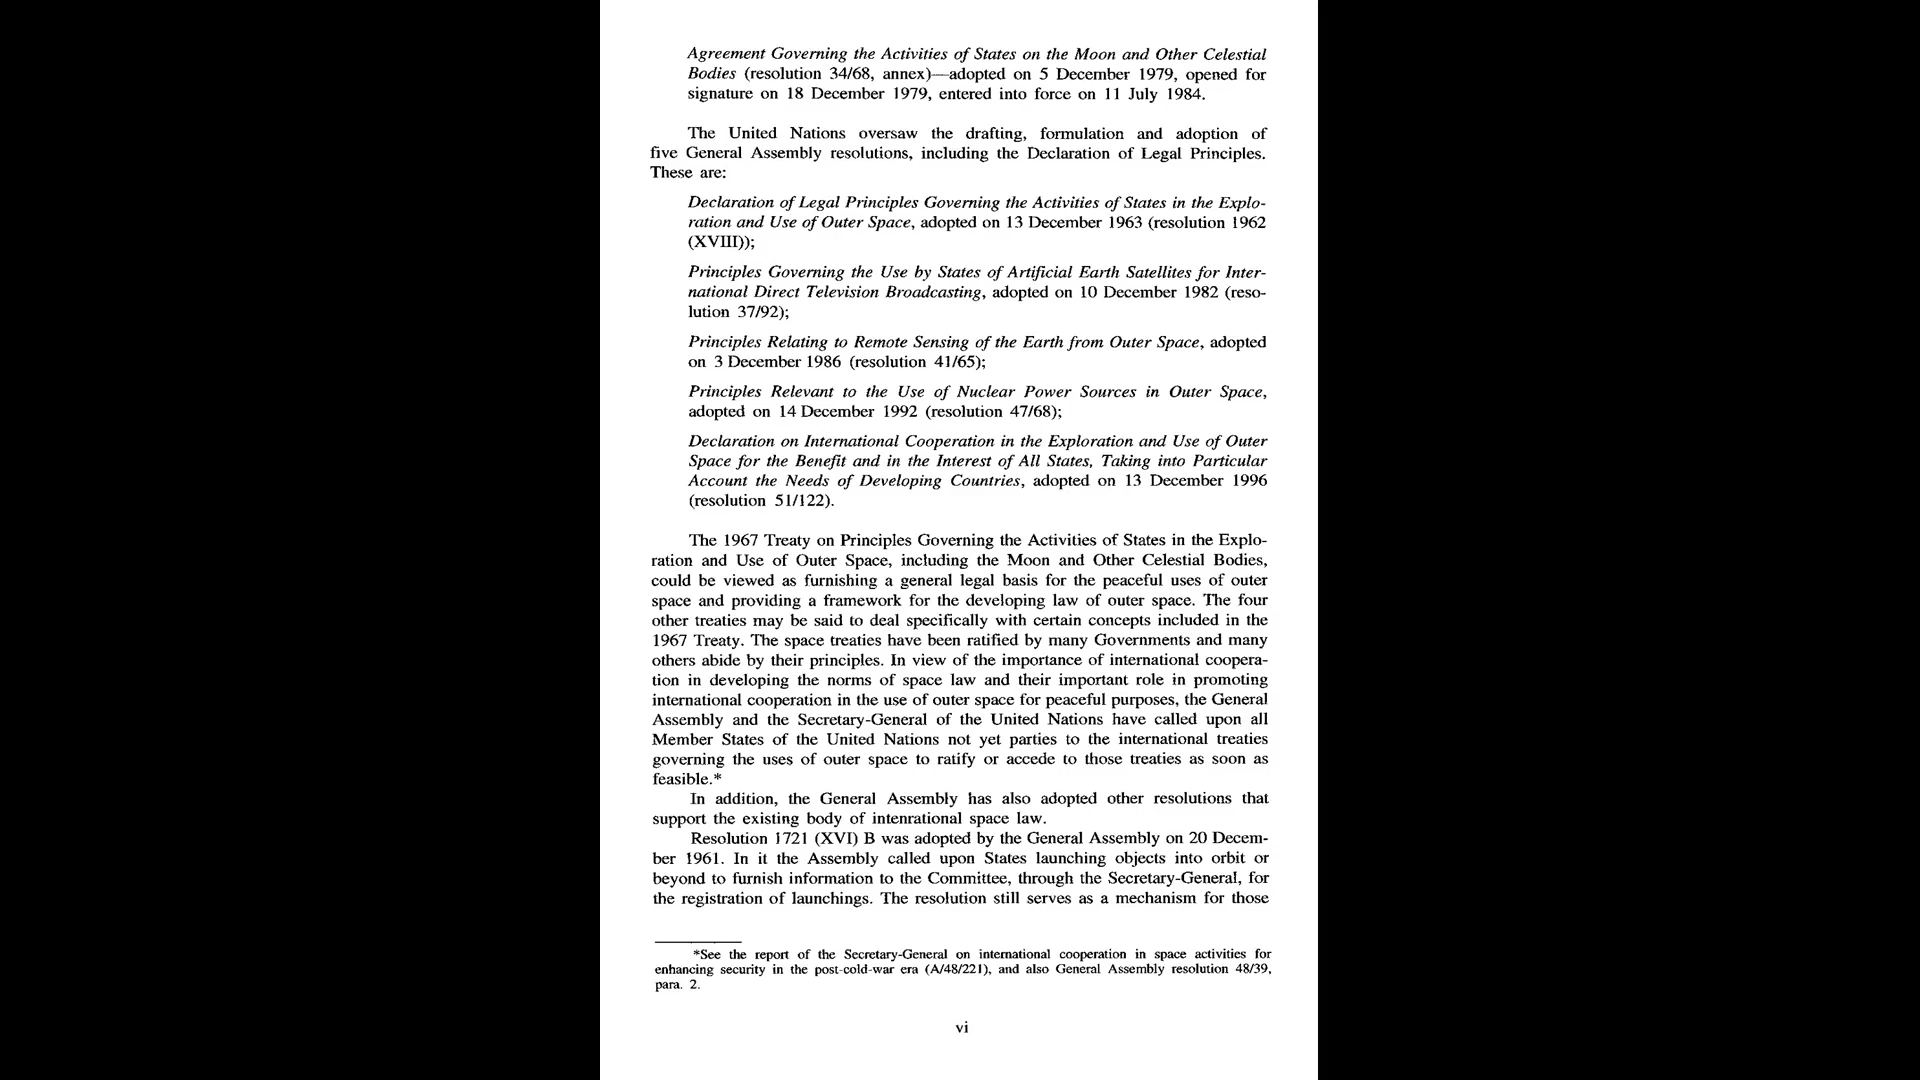 Agreement Governing the Activities of States on the Moon and Other Celestial
Bodies (resolution 34/68, annex)—adopted on 5 December 1979, opened for
signature on 18 December 1979, entered into force on 11 July 1984.
The United Nations oversaw the drafting, formulation and adoption of
five General Assembly resolutions, including the Declaration of Legal Principles.
These are:
Declaration of Legal Principles Governing the Activities of States in the Explo-
ration and Use of Outer Space, adopted on 13 December 1963 (resolution 1962
(XVIII));
Principles Governing the Use by States of Artificial Earth Satellites for Inter-
national Direct Television Broadcasting, adopted on 10 December 1982 (reso-
lution 37/92);
Principles Relating to Remote Sensing of the Earth from Outer Space, adopted
on 3 December 1986 (resolution 41/65);
Principles Relevant to the Use of Nuclear Power Sources in Outer Space,
adopted on 14 December 1992 (resolution 47/68);
Declaration on International Cooperation in the Exploration and Use of Outer
Space for the Benefit and in the Interest of All States, Taking into Particular
Account the Needs of Developing Countries, adopted on 13 December 1996
(resolution 51/122).
The 1967 Treaty on Principles Governing the Activities of States in the Explo-
ration and Use of Outer Space, including the Moon and Other Celestial Bodies,
could be viewed as furnishing a general legal basis for the peaceful uses of outer
space and providing a framework for the developing law of outer space. The four
other treaties may be said to deal specifically with certain concepts included in the
1967 Treaty. The space treaties have been ratified by many Governments and many
others abide by their principles. In view of the importance of international coopera-
tion in developing the norms of space law and their important role in promoting
international cooperation in the use of outer space for peaceful purposes, the General
Assembly and the Secretary-General of the United Nations have called upon all
Member States of the United Nations not yet parties to the international treaties
governing the uses of outer space to ratify or accede to those treaties as soon as
feasible.*
In addition, the General Assembly has also adopted other resolutions that
support the existing body of intenrational space law.
Resolution 1721 (XVI) B was adopted by the General Assembly on 20 Decem-
ber 1961. In it the Assembly called upon States launching objects into orbit or
beyond to furnish information to the Committee, through the Secretary-General, for
the registration of launchings. The resolution still serves as a mechanism for those
*See the report of the Secretary-General on international cooperation in space activities for
enhancing security in the post-cold-war era (A/48/221), and also General Assembly resolution 48/39,
para. 2.
vi